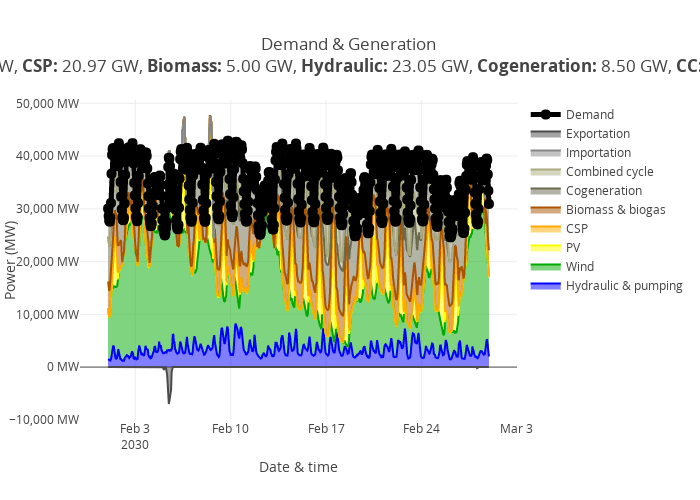 Demand & Generation
W, CSP: 20.97 GW, Biomass: 5.00 GW, Hydraulic: 23.05 GW, Cogeneration: 8.50 GW, CC:
50,000 MW
40,000 MW
30,000 MW
20,000 MW
10,000 MW
0 MW
−10,000 MW
Power (MW)
Feb 3
2030
Feb 10
Feb 17
Feb 24
Mar 3
Date & time
Demand
Exportation
Importation
Combined cycle
Cogeneration
Biomass & biogas
CSP
PV
Wind
Hydraulic & pumping